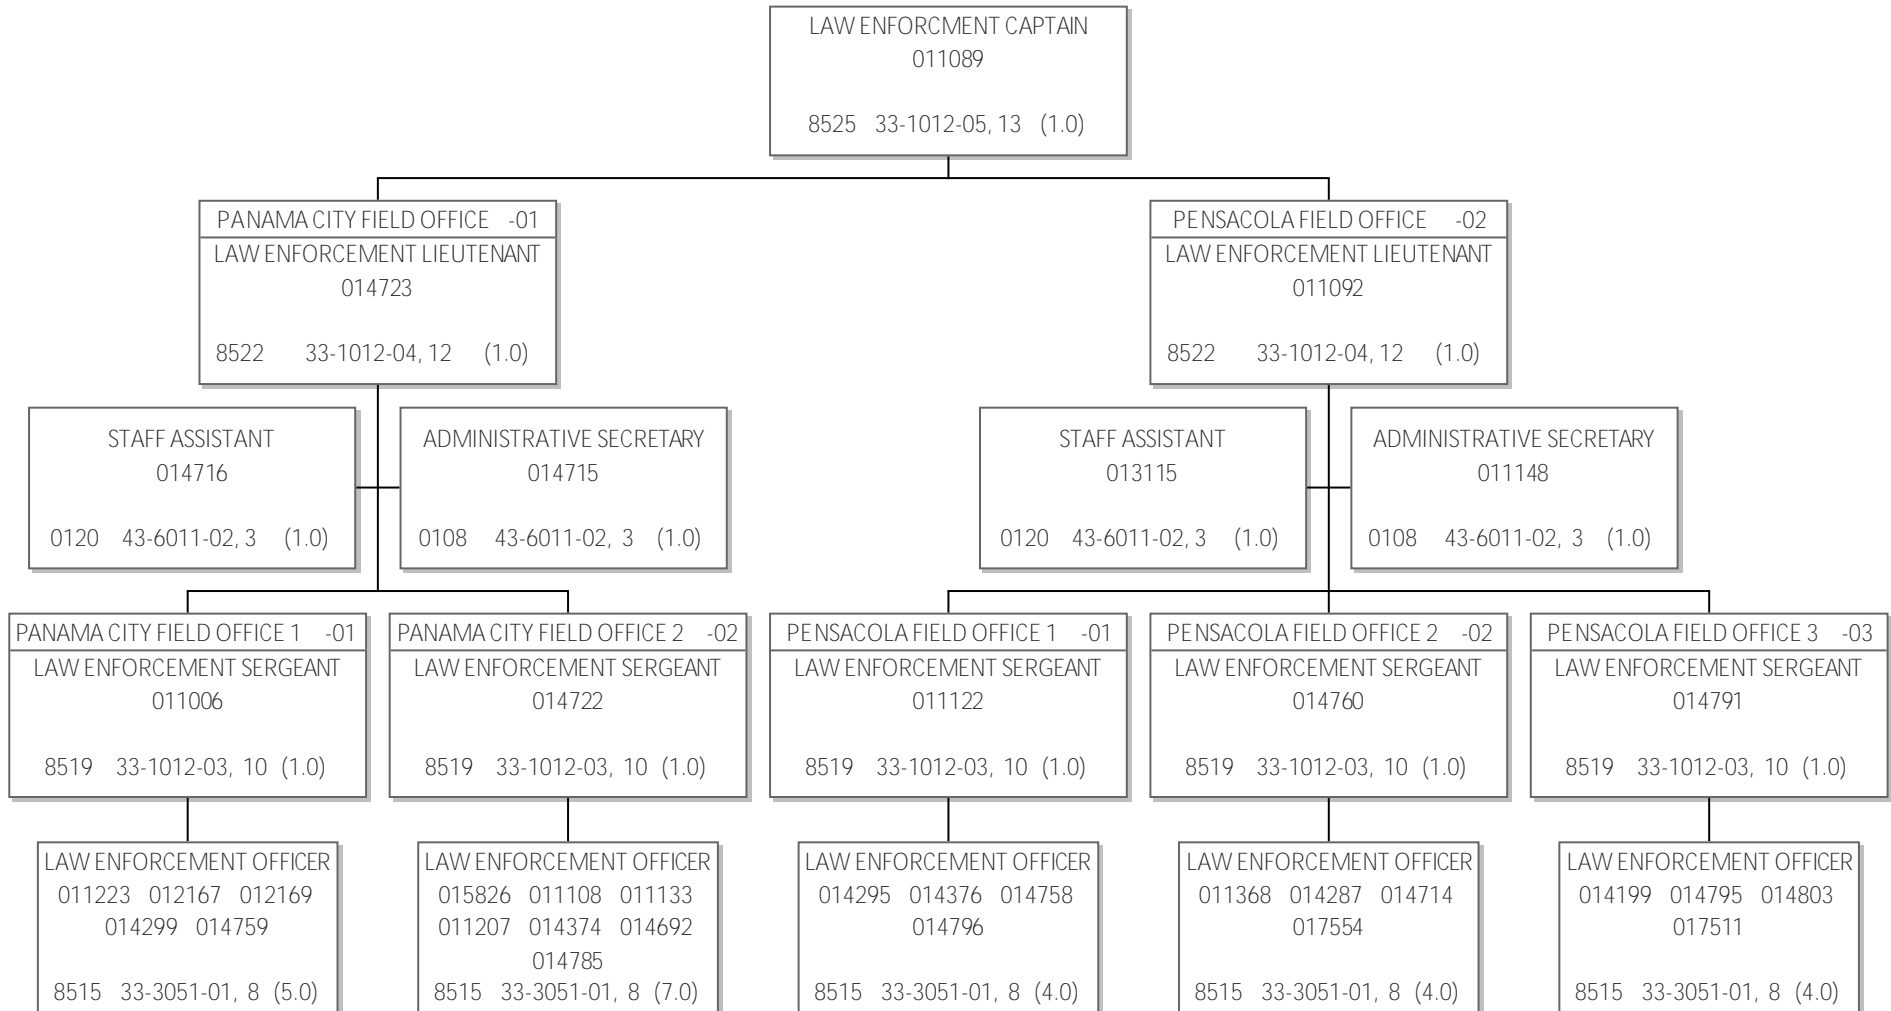 LAW ENFORCMENT CAPTAIN
011089
8525 33-1012-05, 13 (1.0)
PANAMA CITY FIELD OFFICE -01
LAW ENFORCEMENT LIEUTENANT
014723
8522 33-1012-04, 12 (1.0)
PENSACOLA FIELD OFFICE -02
LAW ENFORCEMENT LIEUTENANT
011092
8522 33-1012-04, 12 (1.0)
STAFF ASSISTANT
014716
0120 43-6011-02, 3 (1.0)
ADMINISTRATIVE SECRETARY
014715
0108 43-6011-02, 3 (1.0)
STAFF ASSISTANT
013115
0120 43-6011-02, 3 (1.0)
ADMINISTRATIVE SECRETARY
011148
0108 43-6011-02, 3 (1.0)
PANAMA CITY FIELD OFFICE 1 -01
LAW ENFORCEMENT SERGEANT
011006
8519 33-1012-03, 10 (1.0)
PANAMA CITY FIELD OFFICE 2 -02
LAW ENFORCEMENT SERGEANT
014722
8519 33-1012-03, 10 (1.0)
PENSACOLA FIELD OFFICE 1 -01
LAW ENFORCEMENT SERGEANT
011122
8519 33-1012-03, 10 (1.0)
PENSACOLA FIELD OFFICE 2 -02
LAW ENFORCEMENT SERGEANT
014760
8519 33-1012-03, 10 (1.0)
PENSACOLA FIELD OFFICE 3 -03
LAW ENFORCEMENT SERGEANT
014791
8519 33-1012-03, 10 (1.0)
LAW ENFORCEMENT OFFICER
011223 012167 012169
014299 014759
8515 33-3051-01, 8 (5.0)
LAW ENFORCEMENT OFFICER
015826 011108 011133
011207 014374 014692
014785
8515 33-3051-01, 8 (7.0)
LAW ENFORCEMENT OFFICER
014295 014376 014758
014796
8515 33-3051-01, 8 (4.0)
LAW ENFORCEMENT OFFICER
011368 014287 014714
017554
8515 33-3051-01, 8 (4.0)
LAW ENFORCEMENT OFFICER
014199 014795 014803
017511
8515 33-3051-01, 8 (4.0)